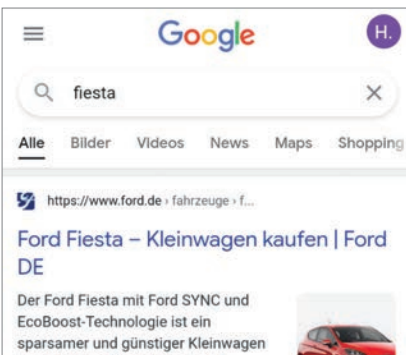 Google
H.
fiesta
Alle Bilder Videos News Maps Shopping
https://www.ford.de › fahrzeuge › f...
Ford Fiesta – Kleinwagen kaufen | Ford
DE
Der Ford Fiesta mit Ford SYNC und
EcoBoost-Technologie ist ein
sparsamer und günstiger Kleinwagen